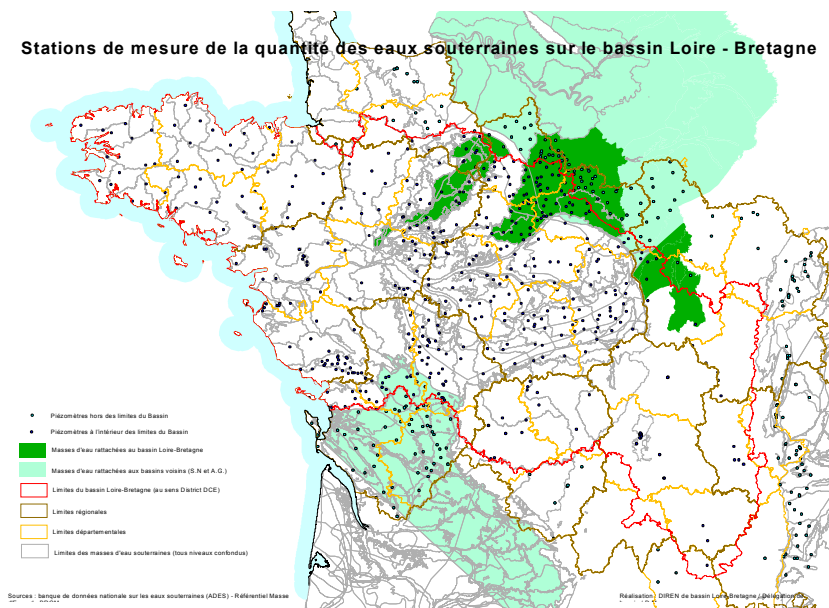 Stations de mesure de la quantité des eaux souterraines sur le bassin Loire - Bretagne
Piézomètres hors des limites du Bassin
Piézomètres à l'intérieur des limites du Bassin
Masses d'eau rattachées au bassin Loire-Bretagne
Masses d'eau rattachées aux bassins voisins (S.N et A.G.)
Limites du bassin Loire-Bretagne (au sens District DCE)
Limites régionales
Limites départementales
Limites des masses d'eau souterraines (tous niveaux confondus)
Sources : banque de données nationale sur les eaux souterraines (ADES) - Référentiel Masse
Réalisation : DIREN de bassin Loire-Bretagne / Délégation de